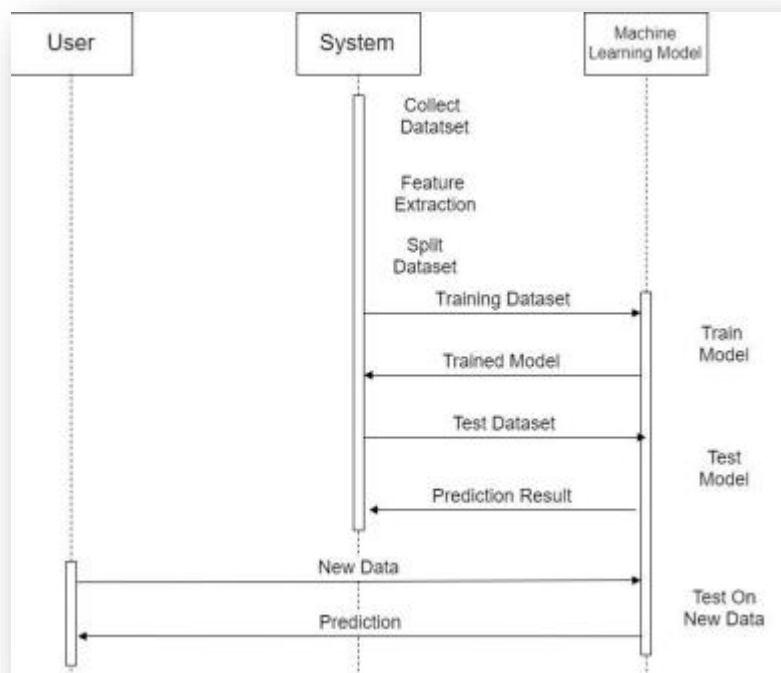 User
System
Machine
Learning Model
Collect
Datatset
Feature
Extraction
Split
Dataset
Training Dataset
Train
Model
Trained Model
Test Dataset
Test
Model
Prediction Result
New Data
Test On
New Data
Prediction